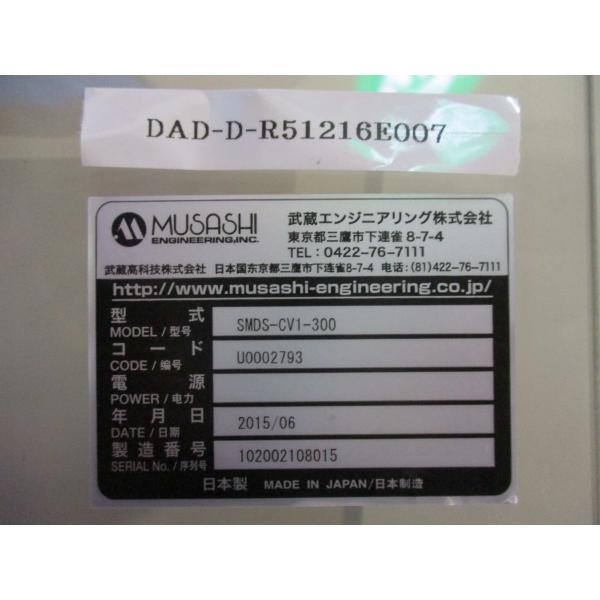 DAD-D-R51216E007
MUSASHI
ENGINEERING,INC.
武蔵エンジニアリング株式会社
東京都三鷹市下連雀 8-7-4
TEL : 0422-76-7111
武蔵高科技株式会社 日本国东京都三鹰市下连雀8-7-4 电话:(81)422-76-7111
http://www.musashi-engineering.co.jp/
型式
MODEL / 型号
SMDS-CV1-300
コード
CODE / 编号
U0002793
電源
POWER / 电力
年月日
DATE / 日期
2015/06
製造番号
SERIAL No. / 序列号
102002108015
日本製 MADE IN JAPAN/日本制造